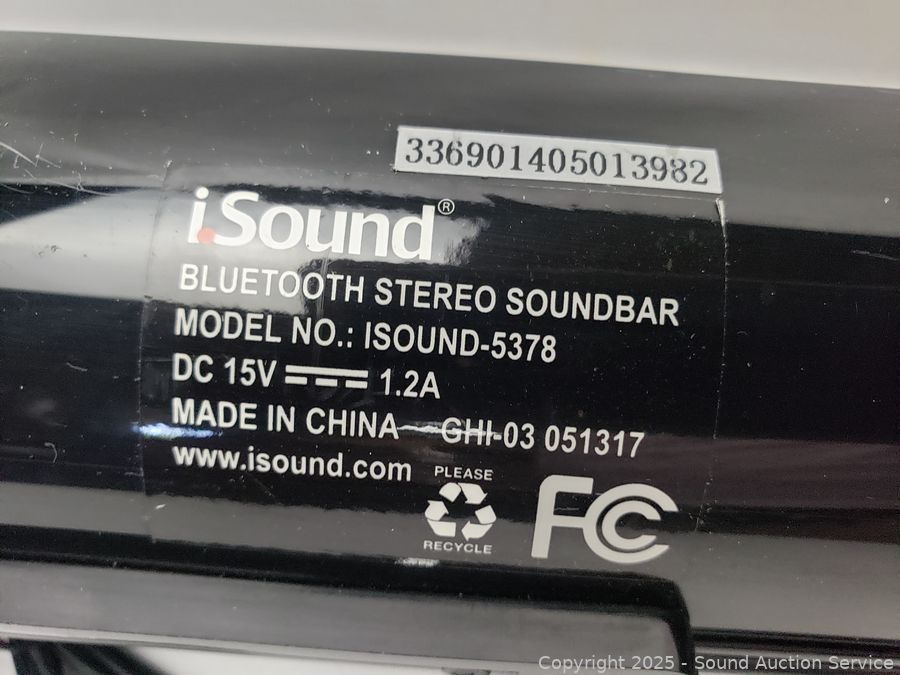 336901405013982
iSound®
BLUETOOTH STEREO SOUNDBAR
MODEL NO.: ISOUND-5378
DC 15V 1.2A
MADE IN CHINA GHI-03 051317
www.isound.com
PLEASE
RECYCLE
FC
Copyright 2025 - Sound Auction Service